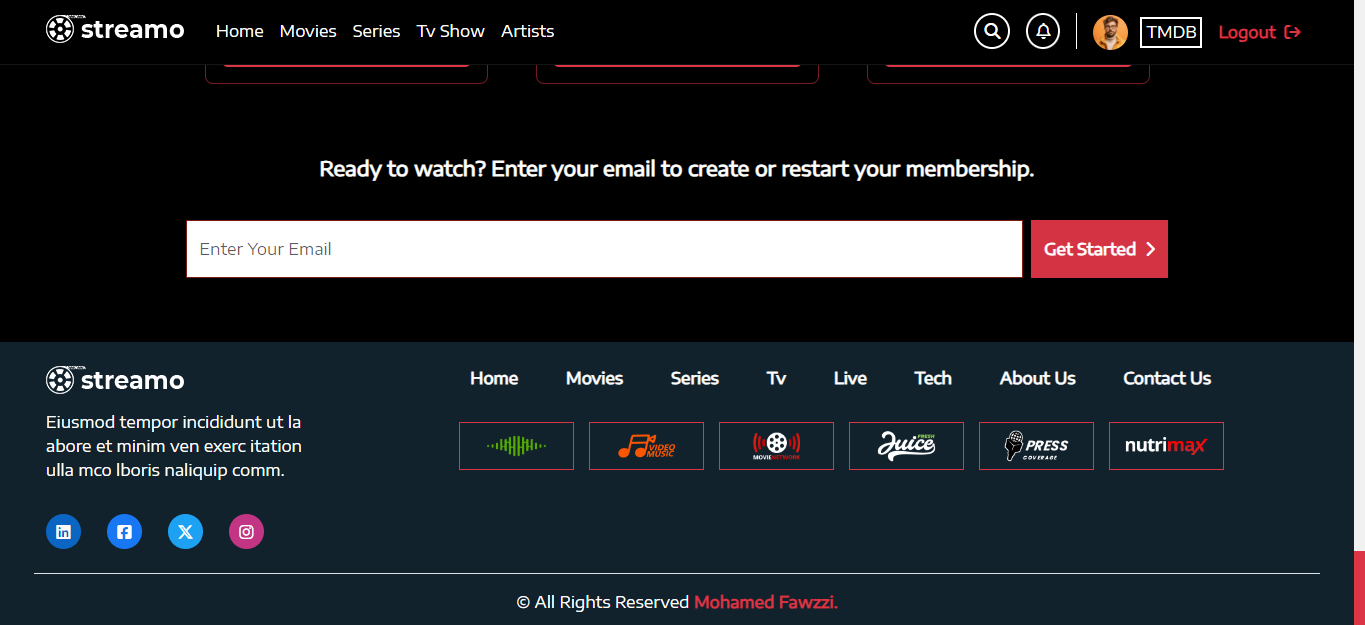 streamo Home Movies Series Tv Show Artists TMDB Logout
Ready to watch? Enter your email to create or restart your membership.
Enter Your Email Get Started
streamo Home Movies Series Tv Live Tech About Us Contact Us
Eiusmod tempor incididunt ut la
abore et minim ven exerc itation
ulla mco lboris naliquip comm.
VIDEO
MUSIC
MOVIENETWORK
FRESH
Juice
PRESS
COVERAGE
nutrimax
© All Rights Reserved Mohamed Fawzzi.